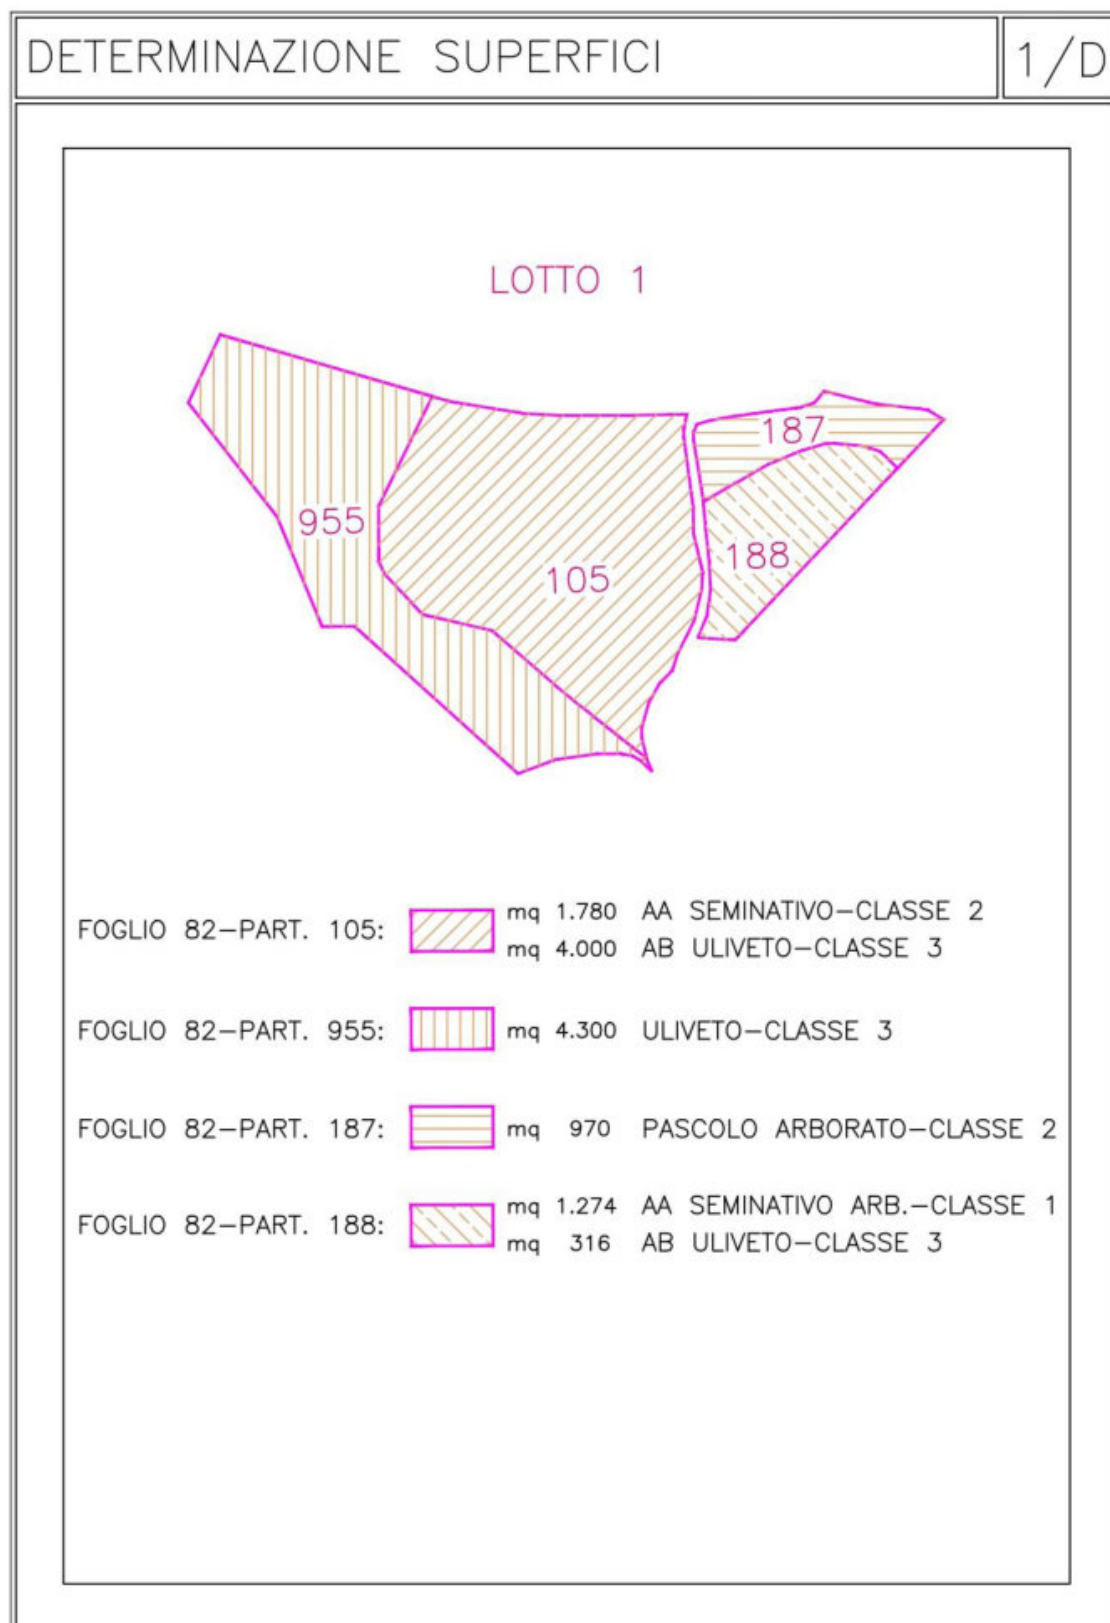 DETERMINAZIONE SUPERFICI 1/D
LOTTO 1
187
955
188
105
FOGLIO 82-PART. 105: mq 1.780 AA SEMINATIVO-CLASSE 2
mq 4.000 AB ULIVETO-CLASSE 3
FOGLIO 82-PART. 955: mq 4.300 ULIVETO-CLASSE 3
FOGLIO 82-PART. 187: mq 970 PASCOLO ARBORATO-CLASSE 2
FOGLIO 82-PART. 188: mq 1.274 AA SEMINATIVO ARB.-CLASSE 1
mq 316 AB ULIVETO-CLASSE 3